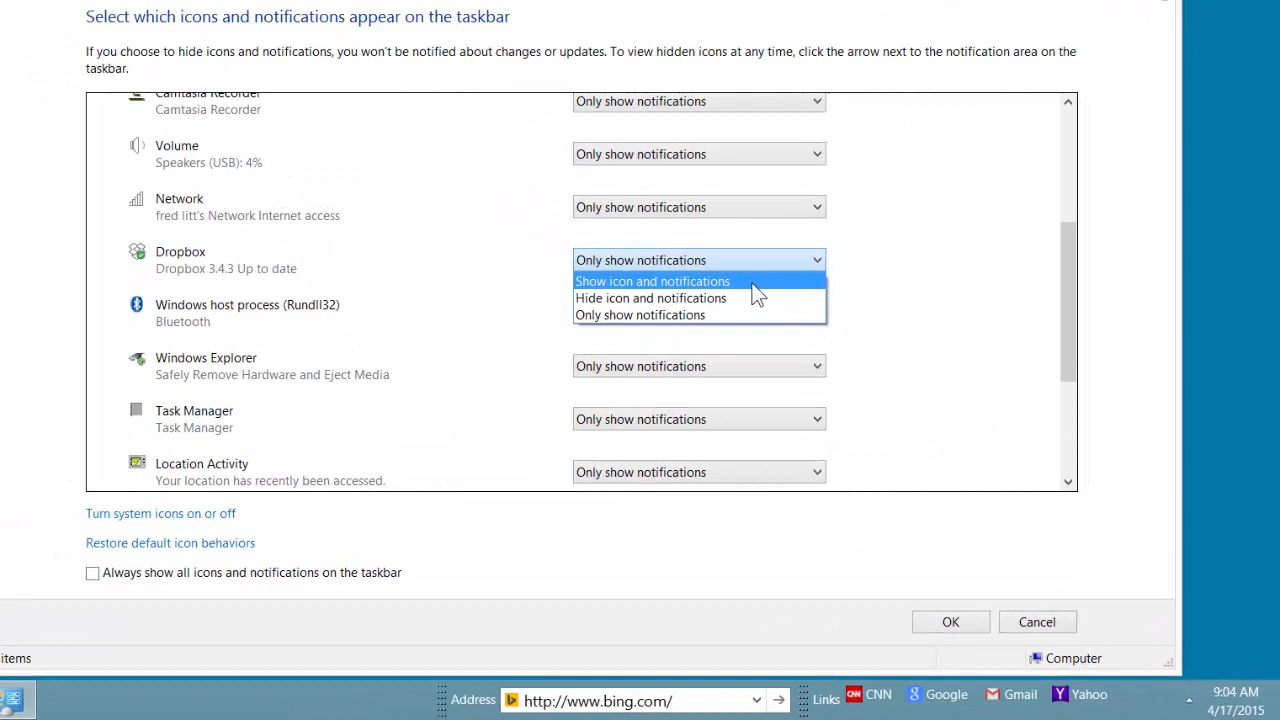 Select which icons and notifications appear on the taskbar
If you choose to hide icons and notifications, you won't be notified about changes or updates. To view hidden icons at any time, click the arrow next to the notification area on the
taskbar.
Camtasia Recorder
Camtasia Recorder
Only show notifications
Volume
Speakers (USB): 4%
Only show notifications
Network
fred litt's Network Internet access
Only show notifications
Dropbox
Dropbox 3.4.3 Up to date
Only show notifications
Show icon and notifications
Hide icon and notifications
Only show notifications
Windows host process (Rundll32)
Bluetooth
Windows Explorer
Safely Remove Hardware and Eject Media
Only show notifications
Task Manager
Task Manager
Only show notifications
Location Activity
Your location has recently been accessed.
Only show notifications
Turn system icons on or off
Restore default icon behaviors
Always show all icons and notifications on the taskbar
OK
Cancel
items
Computer
Address
http://www.bing.com/
Links
CNN
CNN
Google
Gmail
Yahoo
9:04 AM
4/17/2015